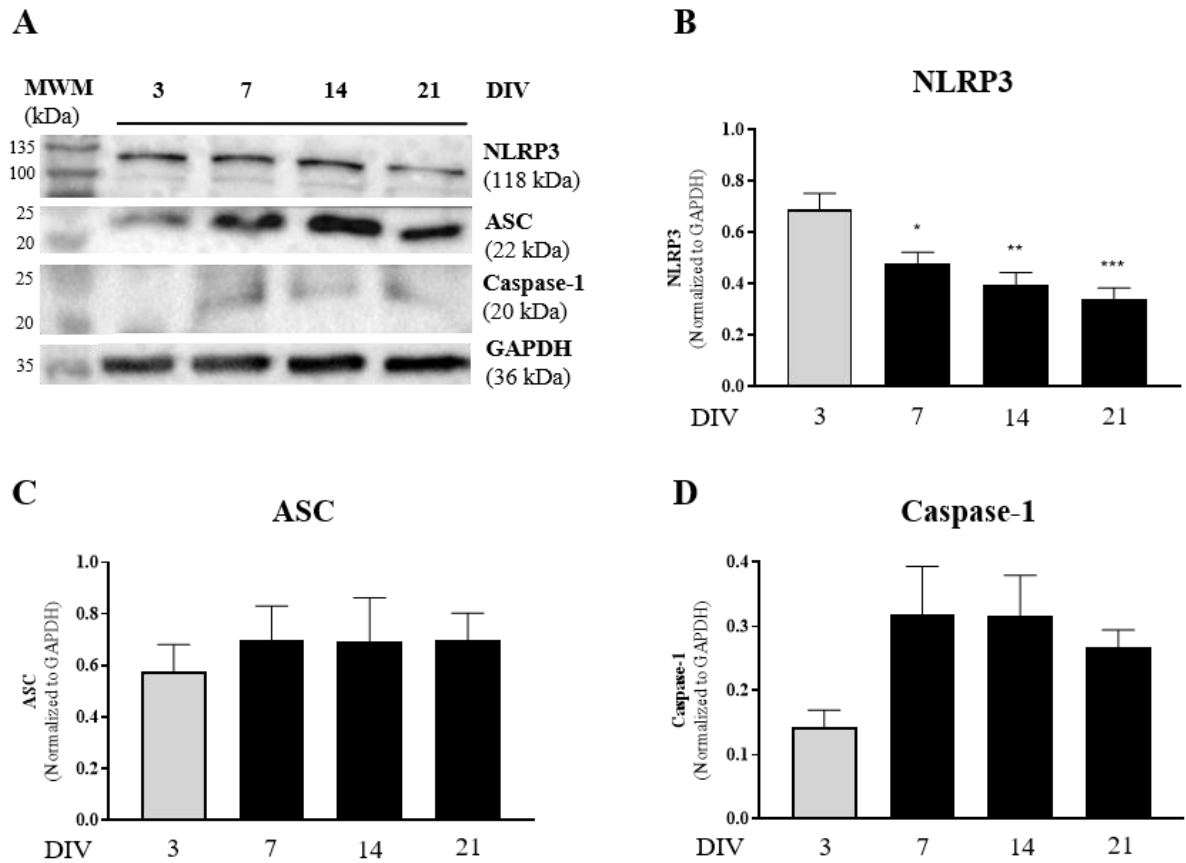 A
MWM
(kDa)
3 7 14 21 DIV
135
100
NLRP3
(118 kDa)
25
20
ASC
(22 kDa)
25
20
Caspase-1
(20 kDa)
35
GAPDH
(36 kDa)
B
NLRP3
NLRP3
(Normalized to GAPDH)
1.0
0.8
0.6
0.4
0.2
0.0
*
**
***
DIV 3 7 14 21
C
ASC
ASC
(Normalized to GAPDH)
1.0
0.8
0.6
0.4
0.2
0.0
DIV 3 7 14 21
D
Caspase-1
Caspase-1
(Normalized to GAPDH)
0.4
0.3
0.2
0.1
0.0
DIV 3 7 14 21